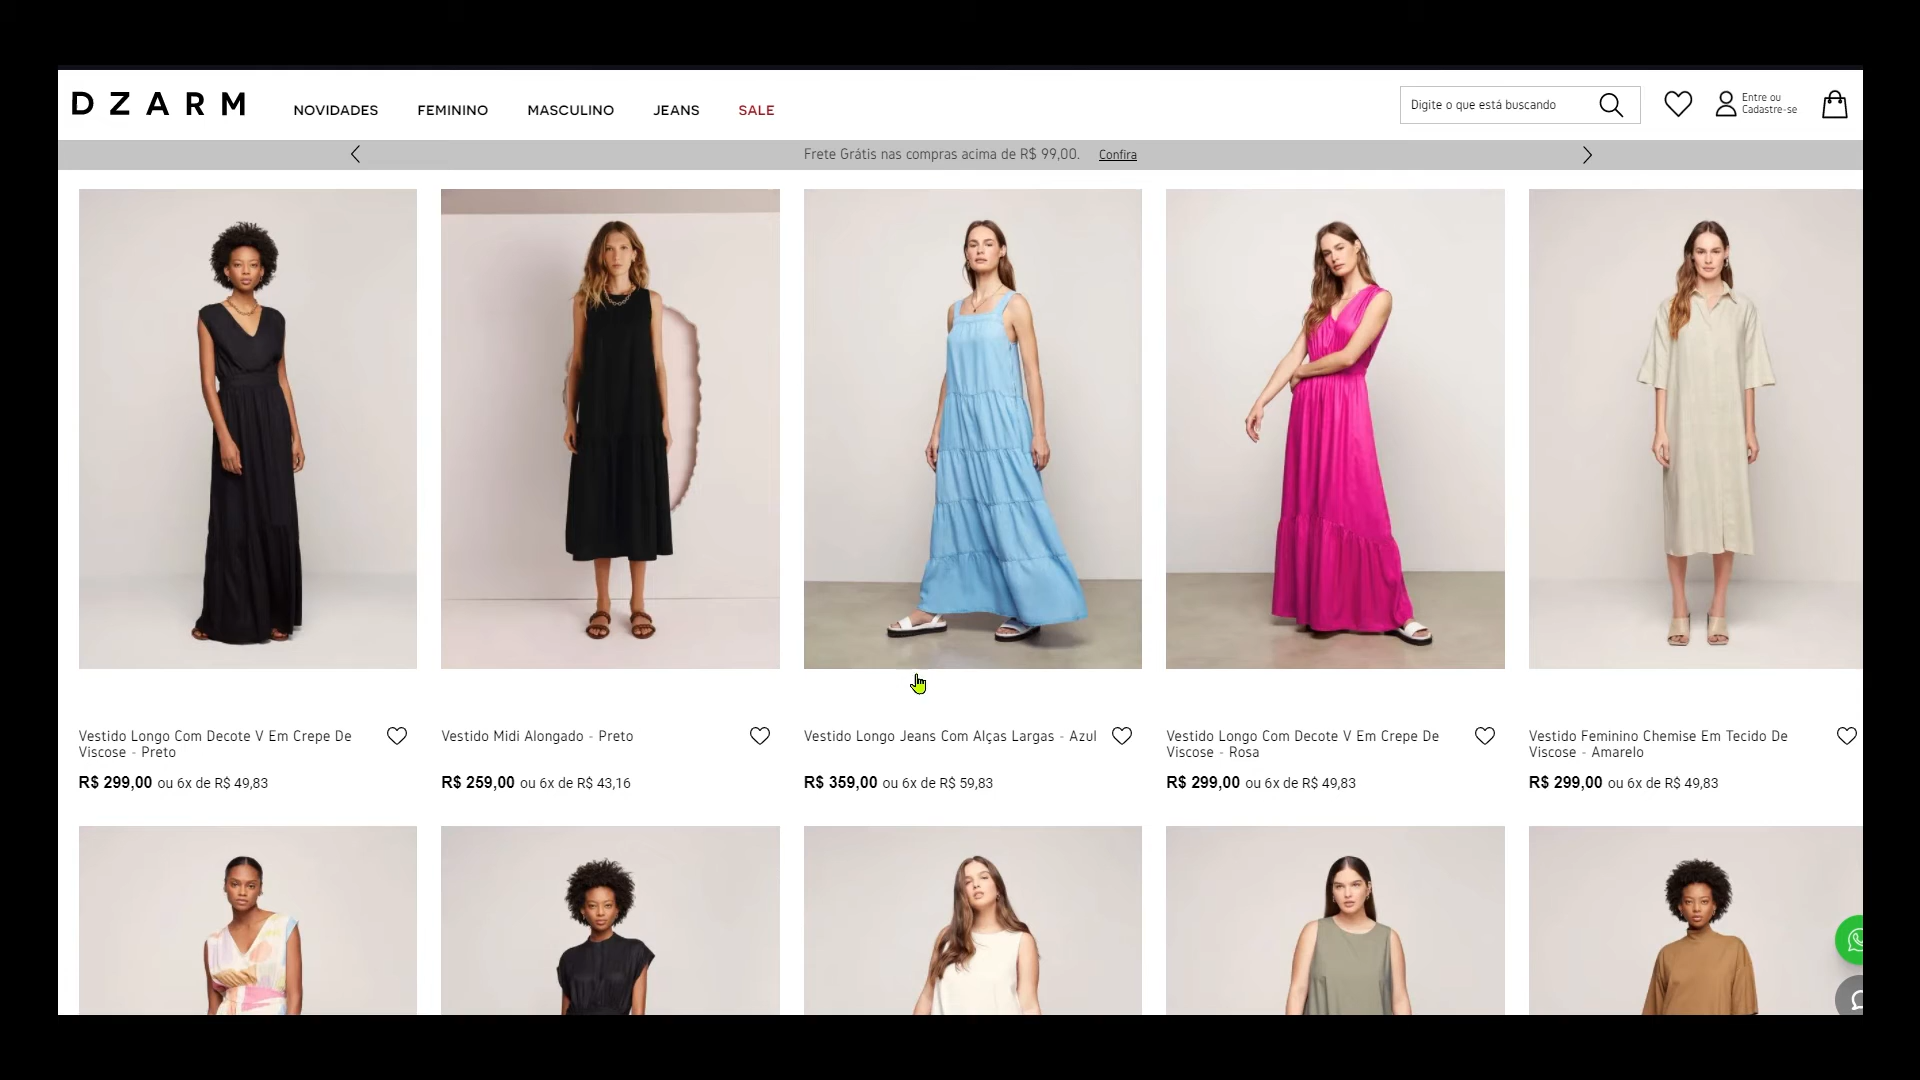 DZARM
NOVIDADES
FEMININO
MASCULINO
JEANS
SALE
Digite o que está buscando
Entre ou
Cadastre-se
Frete Grátis nas compras acima de R$ 99,00. Confira
Vestido Longo Com Decote V Em Crepe De
Viscose - Preto
R$ 299,00 ou 6x de R$ 49,83
Vestido Midi Alongado - Preto
R$ 259,00 ou 6x de R$ 43,16
Vestido Longo Jeans Com Alças Largas - Azul
R$ 359,00 ou 6x de R$ 59,83
Vestido Longo Com Decote V Em Crepe De
Viscose - Rosa
R$ 299,00 ou 6x de R$ 49,83
Vestido Feminino Chemise Em Tecido De
Viscose - Amarelo
R$ 299,00 ou 6x de R$ 49,83